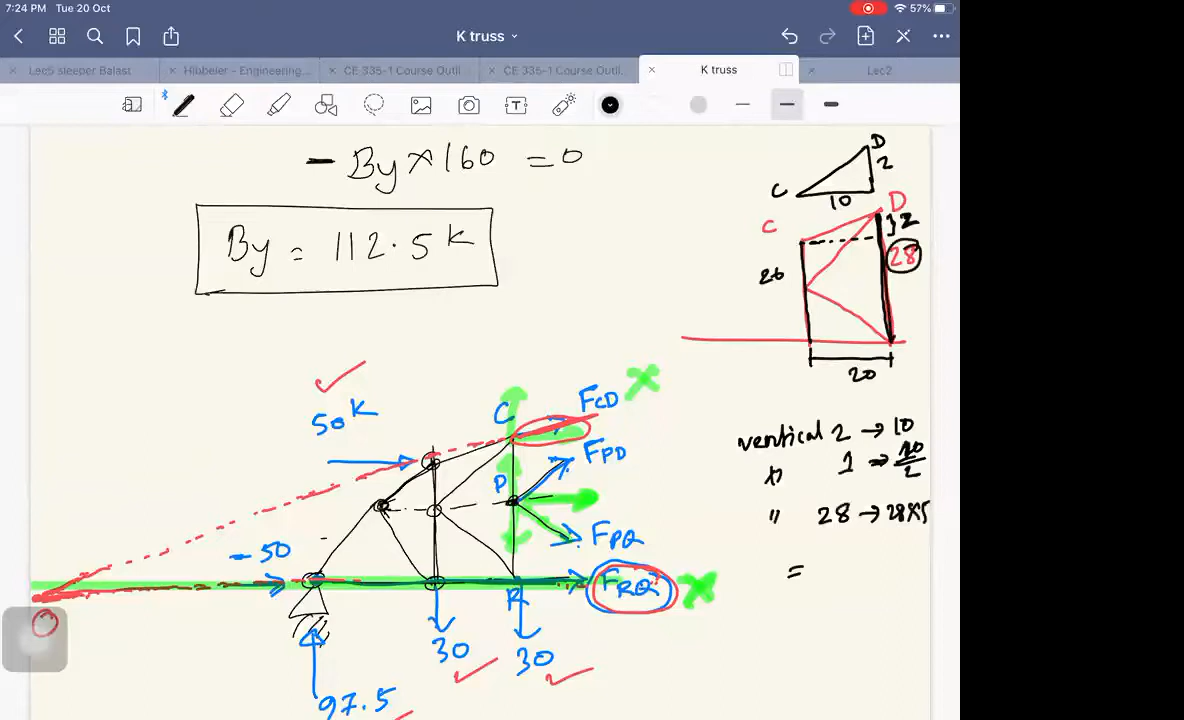 7:24 PM Tue 20 Oct
57%
K truss
Lec5 sleeper Balast
Hibbeler - Engineering...
CE 335-1 Course Outli...
CE 335-1 Course Outli...
K truss
Lec2
- By × 160 = 0
By = 112.5 K
D
2
C
10
D
C
2
28
26
20
vertical 2 → 10
" 1 → 10/2
" 28 → 28×5
=
50 K
C
FCD
FPD
P
FPQ
-50
FRQ
R
O
30
30
97.5